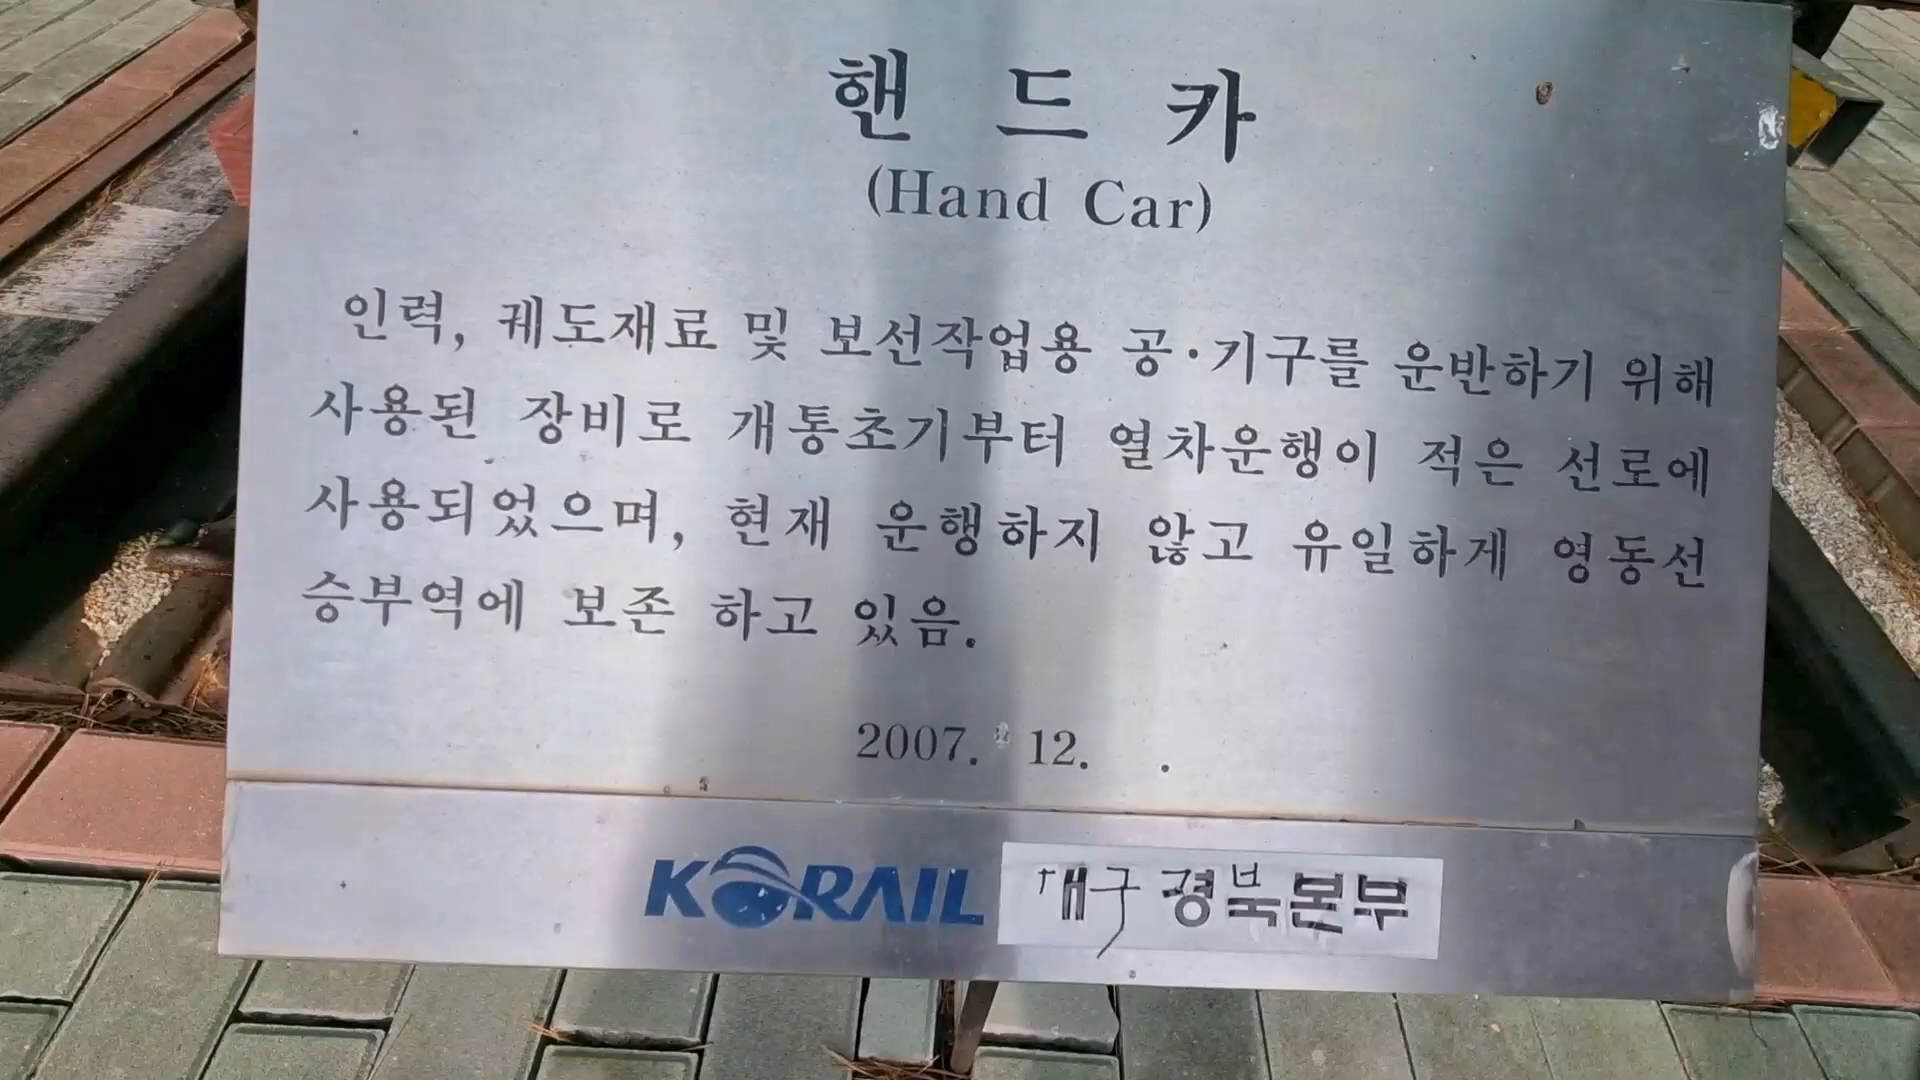 핸 드 카
(Hand Car)
인력, 궤도재료 및 보선작업용 공·기구를 운반하기 위해
사용된 장비로 개통초기부터 열차운행이 적은 선로에
사용되었으며, 현재 운행하지 않고 유일하게 영동선
승부역에 보존 하고 있음.
2007. 12. .
KORAIL 대구경북본부